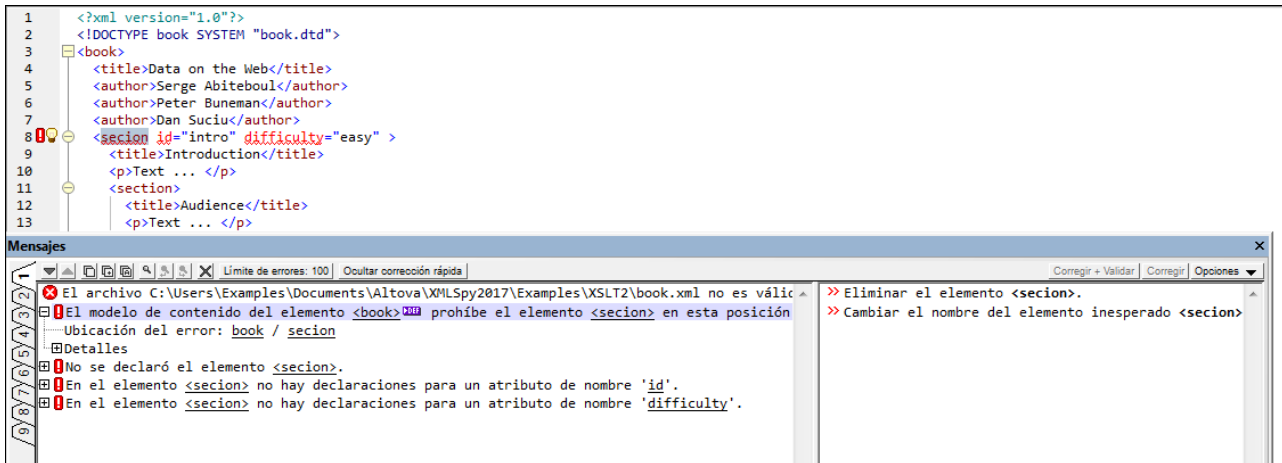 1 <?xml version="1.0"?>
2 <!DOCTYPE book SYSTEM "book.dtd">
3 <book>
4 <title>Data on the Web</title>
5 <author>Serge Abiteboul</author>
6 <author>Peter Buneman</author>
7 <author>Dan Suciu</author>
8 <secion id="intro" difficulty="easy" >
9 <title>Introduction</title>
10 <p>Text ... </p>
11 <section>
12 <title>Audience</title>
13 <p>Text ... </p>
Mensajes
Límite de errores: 100 Ocultar corrección rápida Corregir + Validar Corregir Opciones
1
2
3
4
5
6
7
8
9
El archivo C:\Users\Examples\Documents\Altova\XMLSpy2017\Examples\XSLT2\book.xml no es válid
El modelo de contenido del elemento <book> prohíbe el elemento <secion> en esta posición
Ubicación del error: book / secion
Detalles
No se declaró el elemento <secion>.
En el elemento <secion> no hay declaraciones para un atributo de nombre 'id'.
En el elemento <secion> no hay declaraciones para un atributo de nombre 'difficulty'.
>> Eliminar el elemento <secion>.
>> Cambiar el nombre del elemento inesperado <secion>